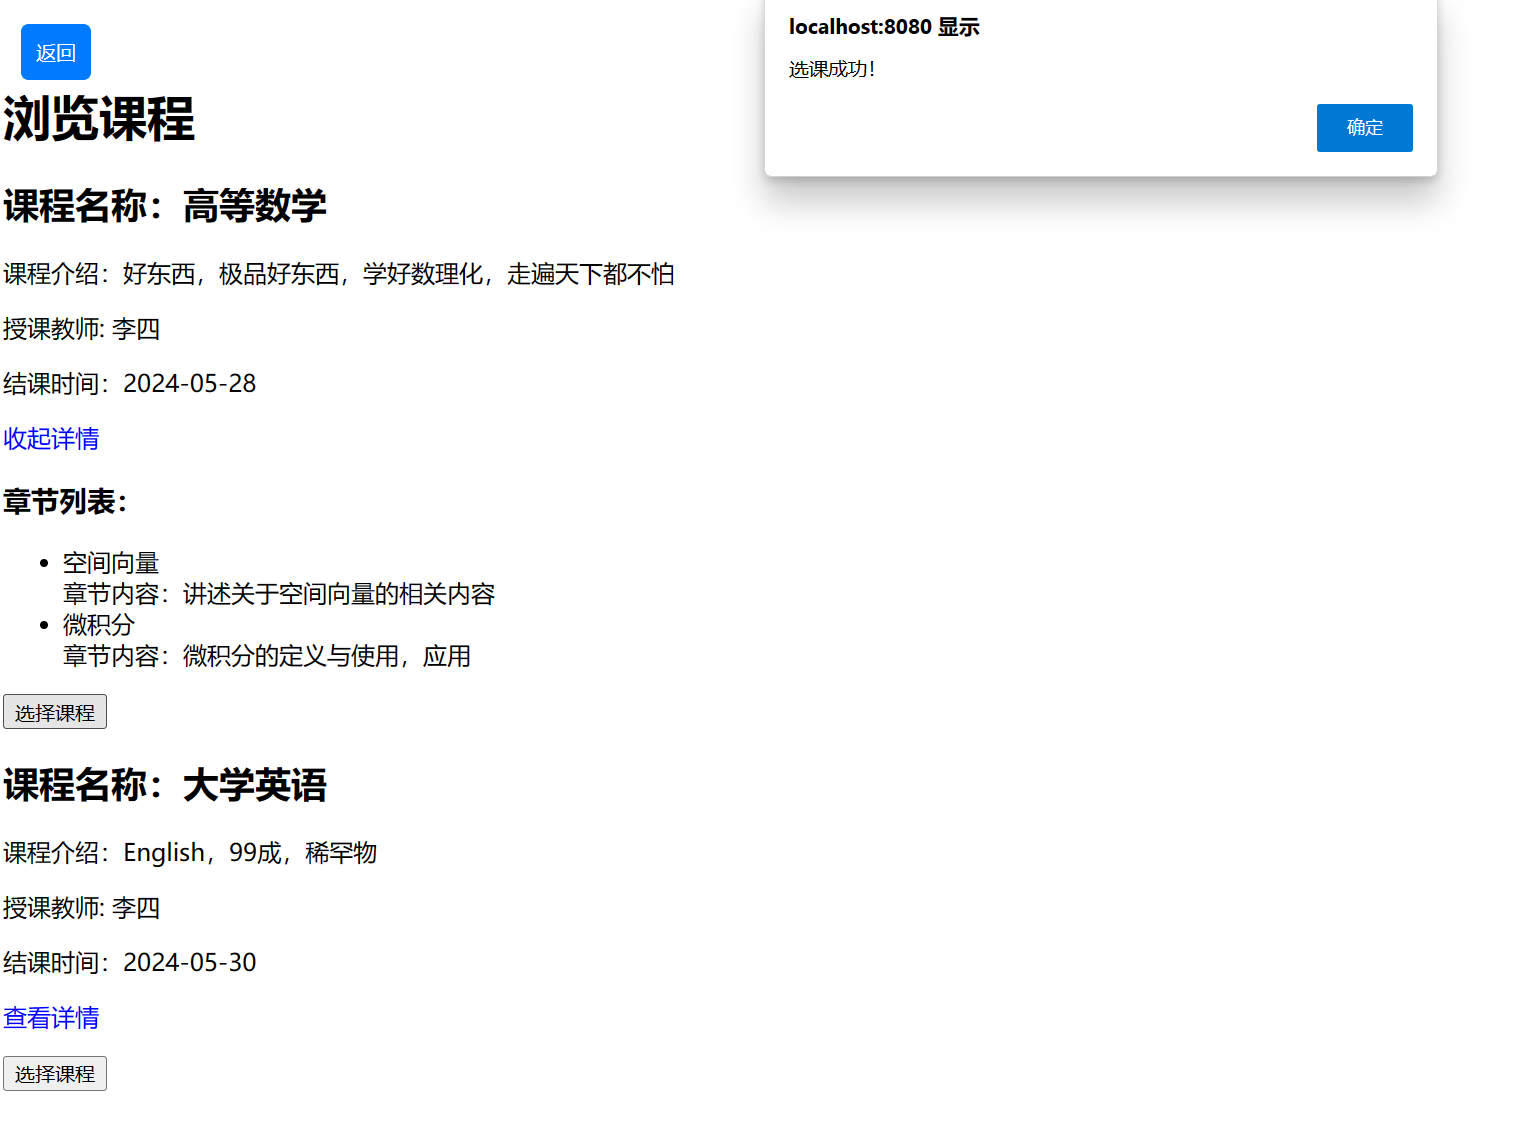 返回
localhost:8080 显示
选课成功！
确定
浏览课程
课程名称：高等数学
课程介绍：好东西，极品好东西，学好数理化，走遍天下都不怕
授课教师: 李四
结课时间：2024-05-28
收起详情
章节列表：
空间向量
章节内容：讲述关于空间向量的相关内容
微积分
章节内容：微积分的定义与使用，应用
选择课程
课程名称：大学英语
课程介绍：English，99成，稀罕物
授课教师: 李四
结课时间：2024-05-30
查看详情
选择课程